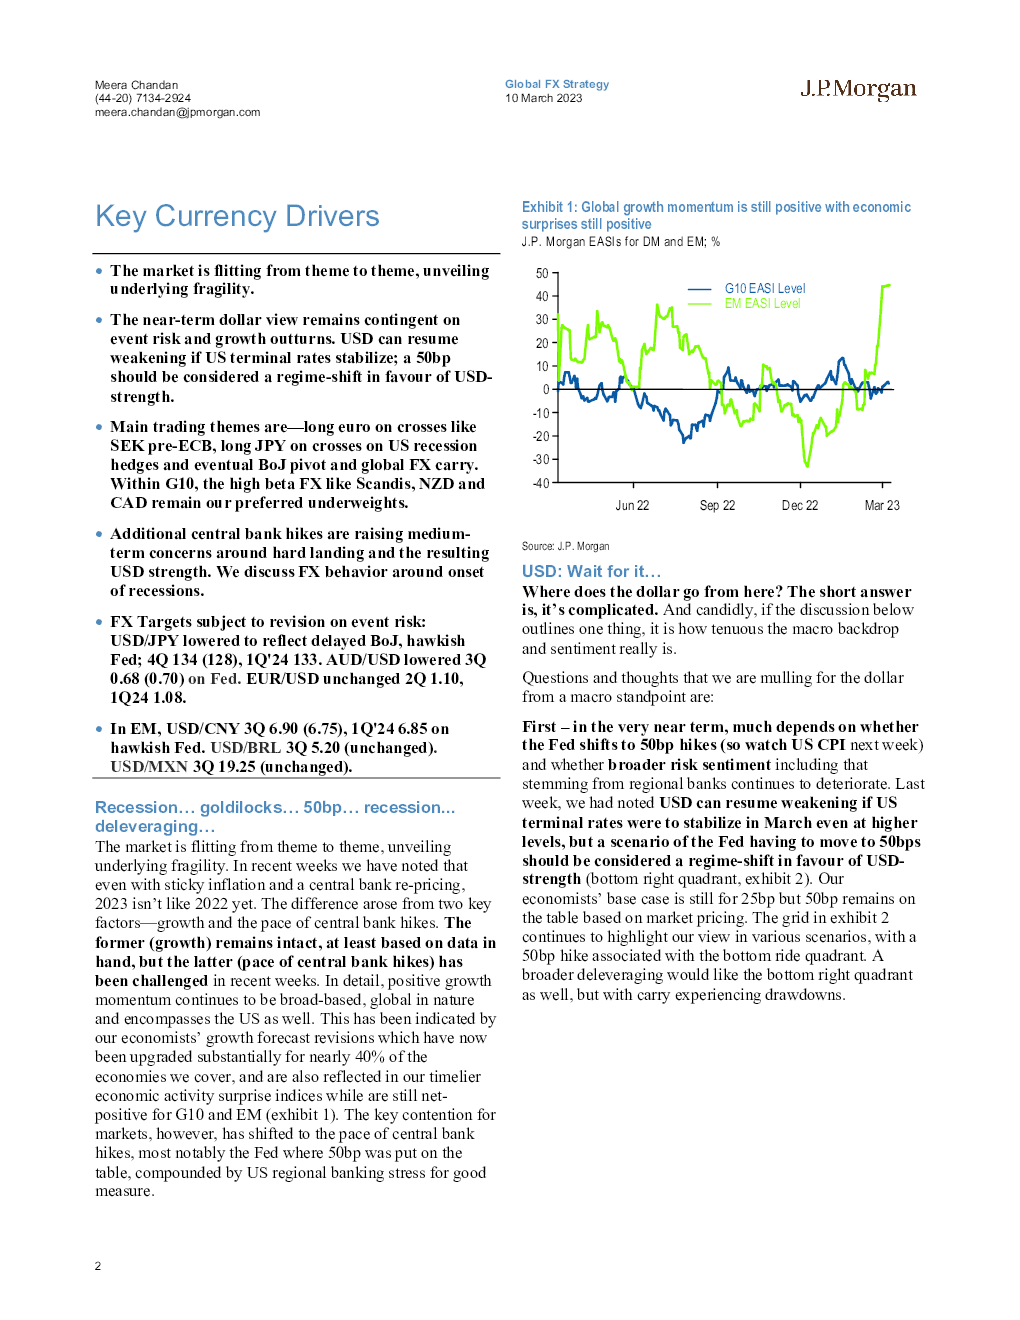 Meera Chandan
(44-20) 7134-2924
meera.chandan@jpmorgan.com
Global FX Strategy
10 March 2023
J.P.Morgan
Key Currency Drivers
• The market is flitting from theme to theme, unveiling
underlying fragility.
• The near-term dollar view remains contingent on
event risk and growth outturns. USD can resume
weakening if US terminal rates stabilize; a 50bp
should be considered a regime-shift in favour of USD-
strength.
• Main trading themes are—long euro on crosses like
SEK pre-ECB, long JPY on crosses on US recession
hedges and eventual BoJ pivot and global FX carry.
Within G10, the high beta FX like Scandis, NZD and
CAD remain our preferred underweights.
• Additional central bank hikes are raising medium-
term concerns around hard landing and the resulting
USD strength. We discuss FX behavior around onset
of recessions.
• FX Targets subject to revision on event risk:
USD/JPY lowered to reflect delayed BoJ, hawkish
Fed; 4Q 134 (128), 1Q'24 133. AUD/USD lowered 3Q
0.68 (0.70) on Fed. EUR/USD unchanged 2Q 1.10,
1Q24 1.08.
• In EM, USD/CNY 3Q 6.90 (6.75), 1Q'24 6.85 on
hawkish Fed. USD/BRL 3Q 5.20 (unchanged).
USD/MXN 3Q 19.25 (unchanged).
Recession… goldilocks… 50bp… recession...
deleveraging…
The market is flitting from theme to theme, unveiling
underlying fragility. In recent weeks we have noted that
even with sticky inflation and a central bank re-pricing,
2023 isn't like 2022 yet. The difference arose from two key
factors—growth and the pace of central bank hikes. The
former (growth) remains intact, at least based on data in
hand, but the latter (pace of central bank hikes) has
been challenged in recent weeks. In detail, positive growth
momentum continues to be broad-based, global in nature
and encompasses the US as well. This has been indicated by
our economists' growth forecast revisions which have now
been upgraded substantially for nearly 40% of the
economies we cover, and are also reflected in our timelier
economic activity surprise indices while are still net-
positive for G10 and EM (exhibit 1). The key contention for
markets, however, has shifted to the pace of central bank
hikes, most notably the Fed where 50bp was put on the
table, compounded by US regional banking stress for good
measure.
Exhibit 1: Global growth momentum is still positive with economic
surprises still positive
J.P. Morgan EASIs for DM and EM; %
50
40
30
20
10
0
-10
-20
-30
-40
G10 EASI Level
EM EASI Level
Jun 22
Sep 22
Dec 22
Mar 23
Source: J.P. Morgan
USD: Wait for it…
Where does the dollar go from here? The short answer
is, it's complicated. And candidly, if the discussion below
outlines one thing, it is how tenuous the macro backdrop
and sentiment really is.
Questions and thoughts that we are mulling for the dollar
from a macro standpoint are:
First – in the very near term, much depends on whether
the Fed shifts to 50bp hikes (so watch US CPI next week)
and whether broader risk sentiment including that
stemming from regional banks continues to deteriorate. Last
week, we had noted USD can resume weakening if US
terminal rates were to stabilize in March even at higher
levels, but a scenario of the Fed having to move to 50bps
should be considered a regime-shift in favour of USD-
strength (bottom right quadrant, exhibit 2). Our
economists' base case is still for 25bp but 50bp remains on
the table based on market pricing. The grid in exhibit 2
continues to highlight our view in various scenarios, with a
50bp hike associated with the bottom ride quadrant. A
broader deleveraging would like the bottom right quadrant
as well, but with carry experiencing drawdowns.
2